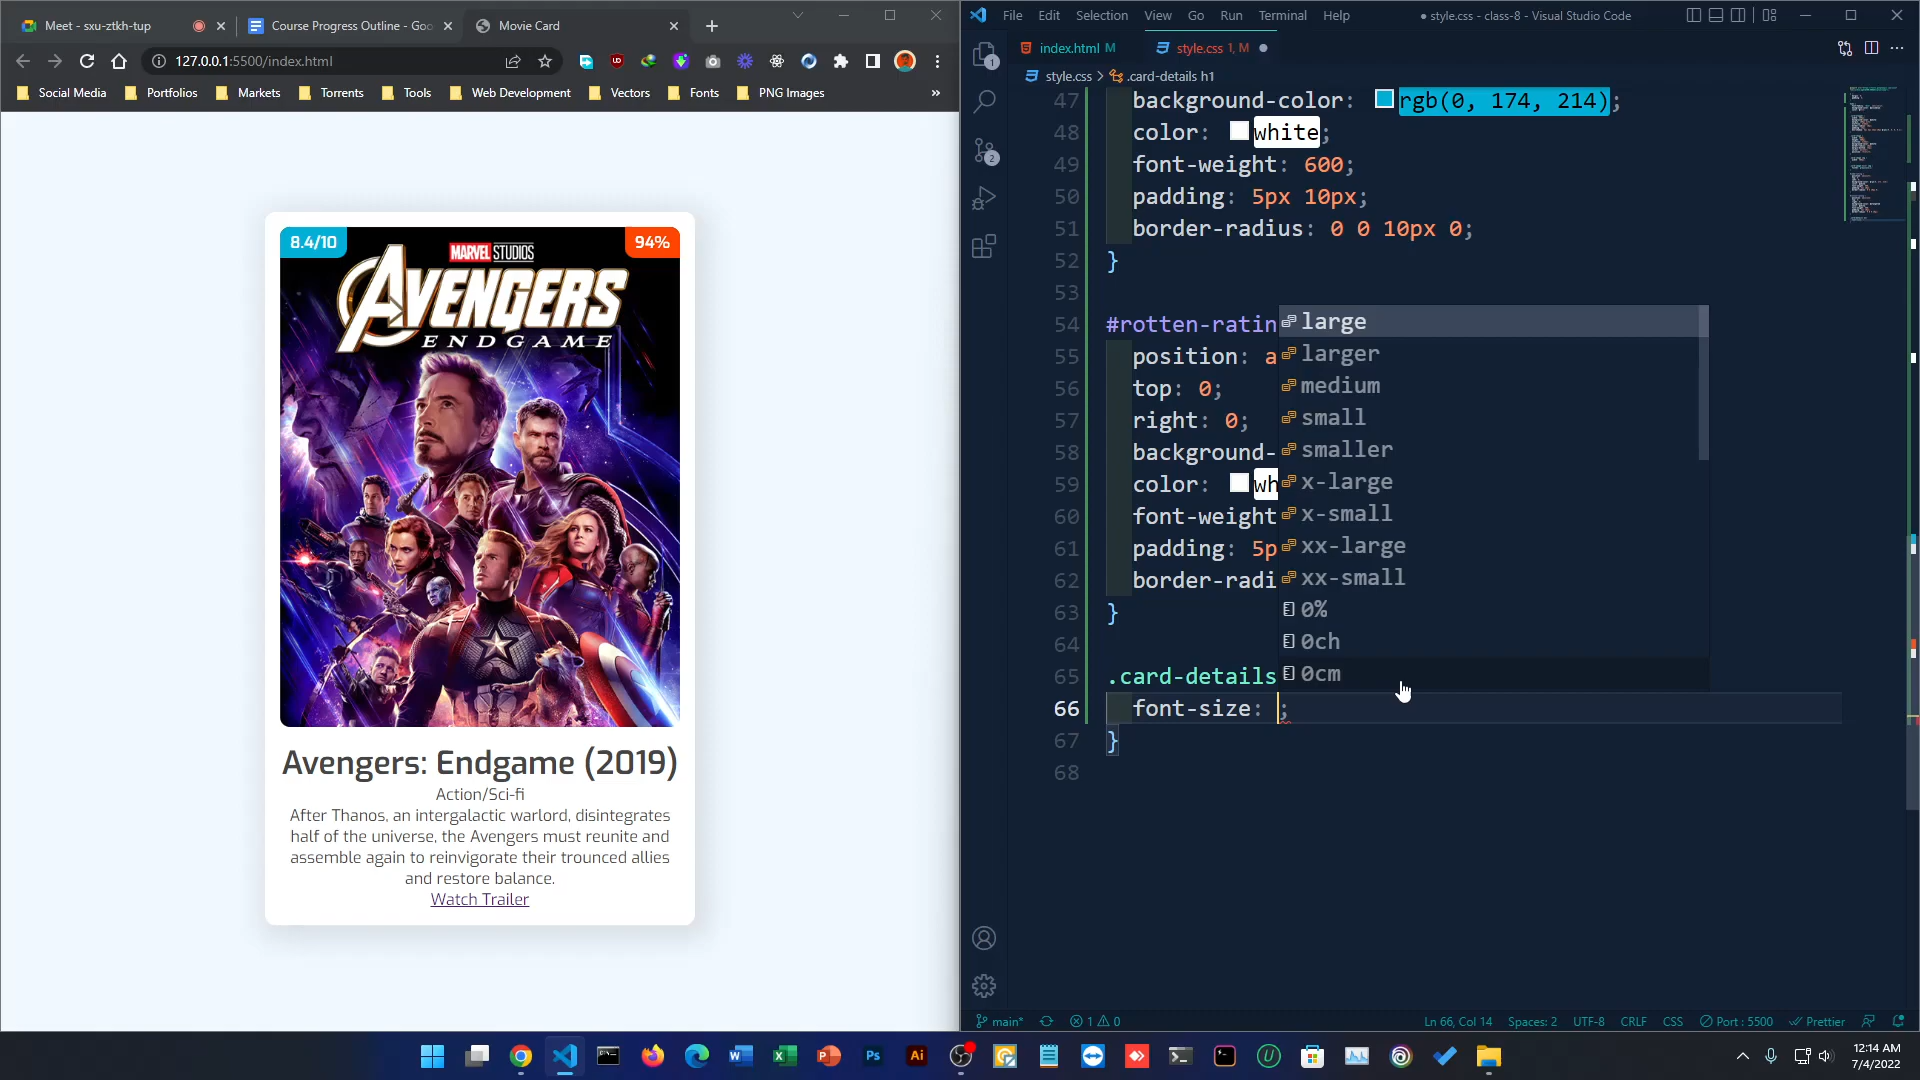 Meet - sxu-ztkh-tup
Course Progress Outline - Goo
Movie Card
127.0.0.1:5500/index.html
Social Media
Portfolios
Markets
Torrents
Tools
Web Development
Vectors
Fonts
PNG Images
»
8.4/10
94%
MARVEL STUDIOS
AVENGERS
ENDGAME
Avengers: Endgame (2019)
Action/Sci-fi
After Thanos, an intergalactic warlord, disintegrates
half of the universe, the Avengers must reunite and
assemble again to reinvigorate their trounced allies
and restore balance.
Watch Trailer
File Edit Selection View Go Run Terminal Help
● style.css - class-8 - Visual Studio Code
index.html M
style.css 1, M
style.css > .card-details h1
1
2
47 background-color: rgb(0, 174, 214);
48 color: white;
49 font-weight: 600;
50 padding: 5px 10px;
51 border-radius: 0 0 10px 0;
52 }
53
54 #rotten-ratin
55 position: a
56 top: 0;
57 right: 0;
58 background-
59 color: wh
60 font-weight
61 padding: 5p
62 border-radi
63 }
64
65 .card-details
66 font-size: ;
67 }
68
large
larger
medium
small
smaller
x-large
x-small
xx-large
xx-small
0%
0ch
0cm
main*
1 0
Ln 66, Col 14
Spaces: 2
UTF-8
CRLF
CSS
Port : 5500
Prettier
Ps
Ai
12:14 AM
7/4/2022